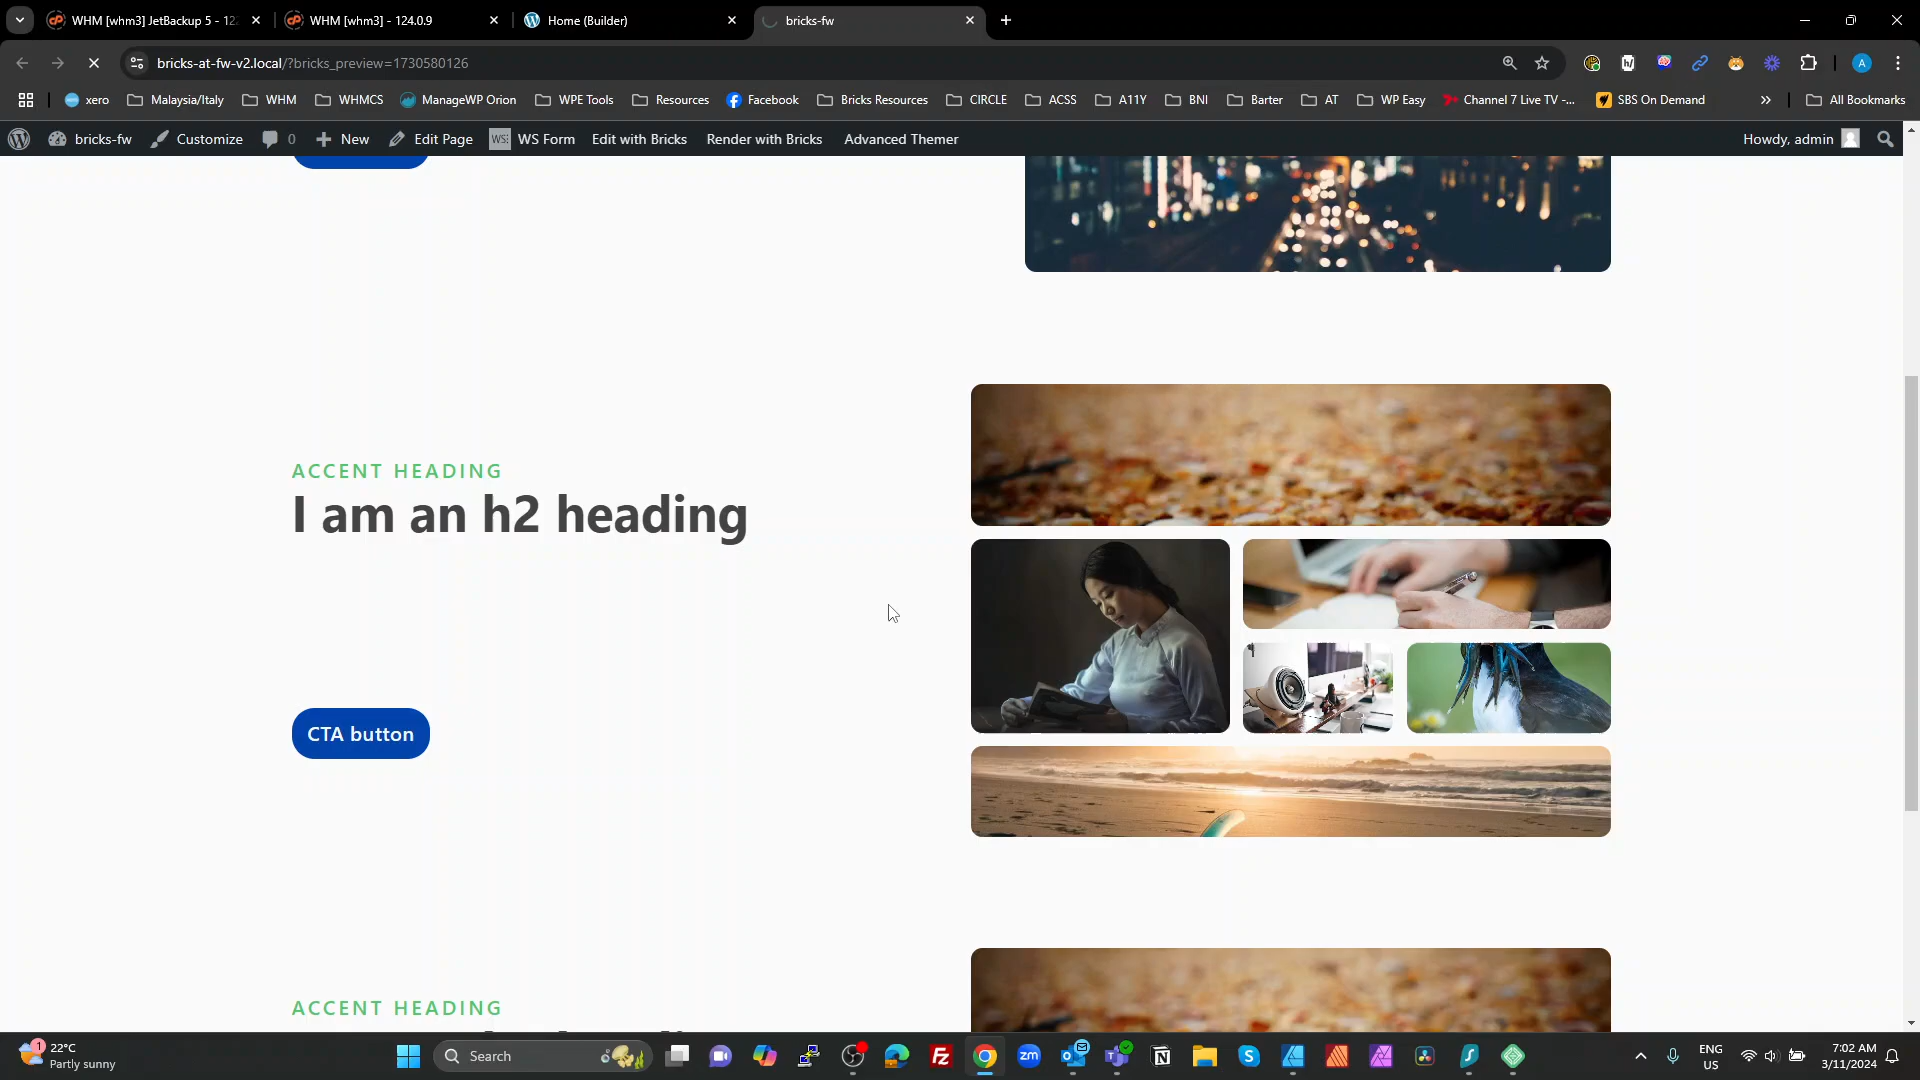 WHM [whm3] JetBackup 5 - 12
WHM [whm3] - 124.0.9
Home (Builder)
bricks-fw
bricks-at-fw-v2.local/?bricks_preview=1730580126
xero
Malaysia/Italy
WHM
WHMCS
ManageWP Orion
WPE Tools
Resources
Facebook
Bricks Resources
CIRCLE
ACSS
A11Y
BNI
Barter
AT
WP Easy
Channel 7 Live TV -...
SBS On Demand
All Bookmarks
bricks-fw
Customize
0
New
Edit Page
WS Form
Edit with Bricks
Render with Bricks
Advanced Themer
Howdy, admin
ACCENT HEADING
I am an h2 heading
CTA button
ACCENT HEADING
1
22°C
Partly sunny
Search
ENG
US
7:02 AM
3/11/2024